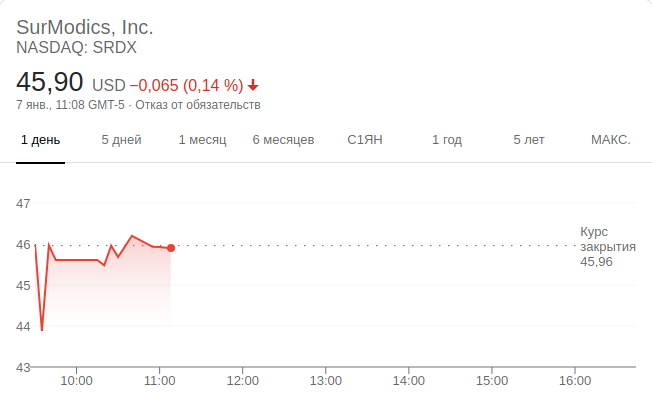 SurModics, Inc.
NASDAQ: SRDX
45,90 USD −0,065 (0,14 %)
7 янв., 11:08 GMT-5 · Отказ от обязательств
1 день 5 дней 1 месяц 6 месяцев С1ЯН 1 год 5 лет МАКС.
47
46
45
44
43
Курс
закрытия
45,96
10:00 11:00 12:00 13:00 14:00 15:00 16:00